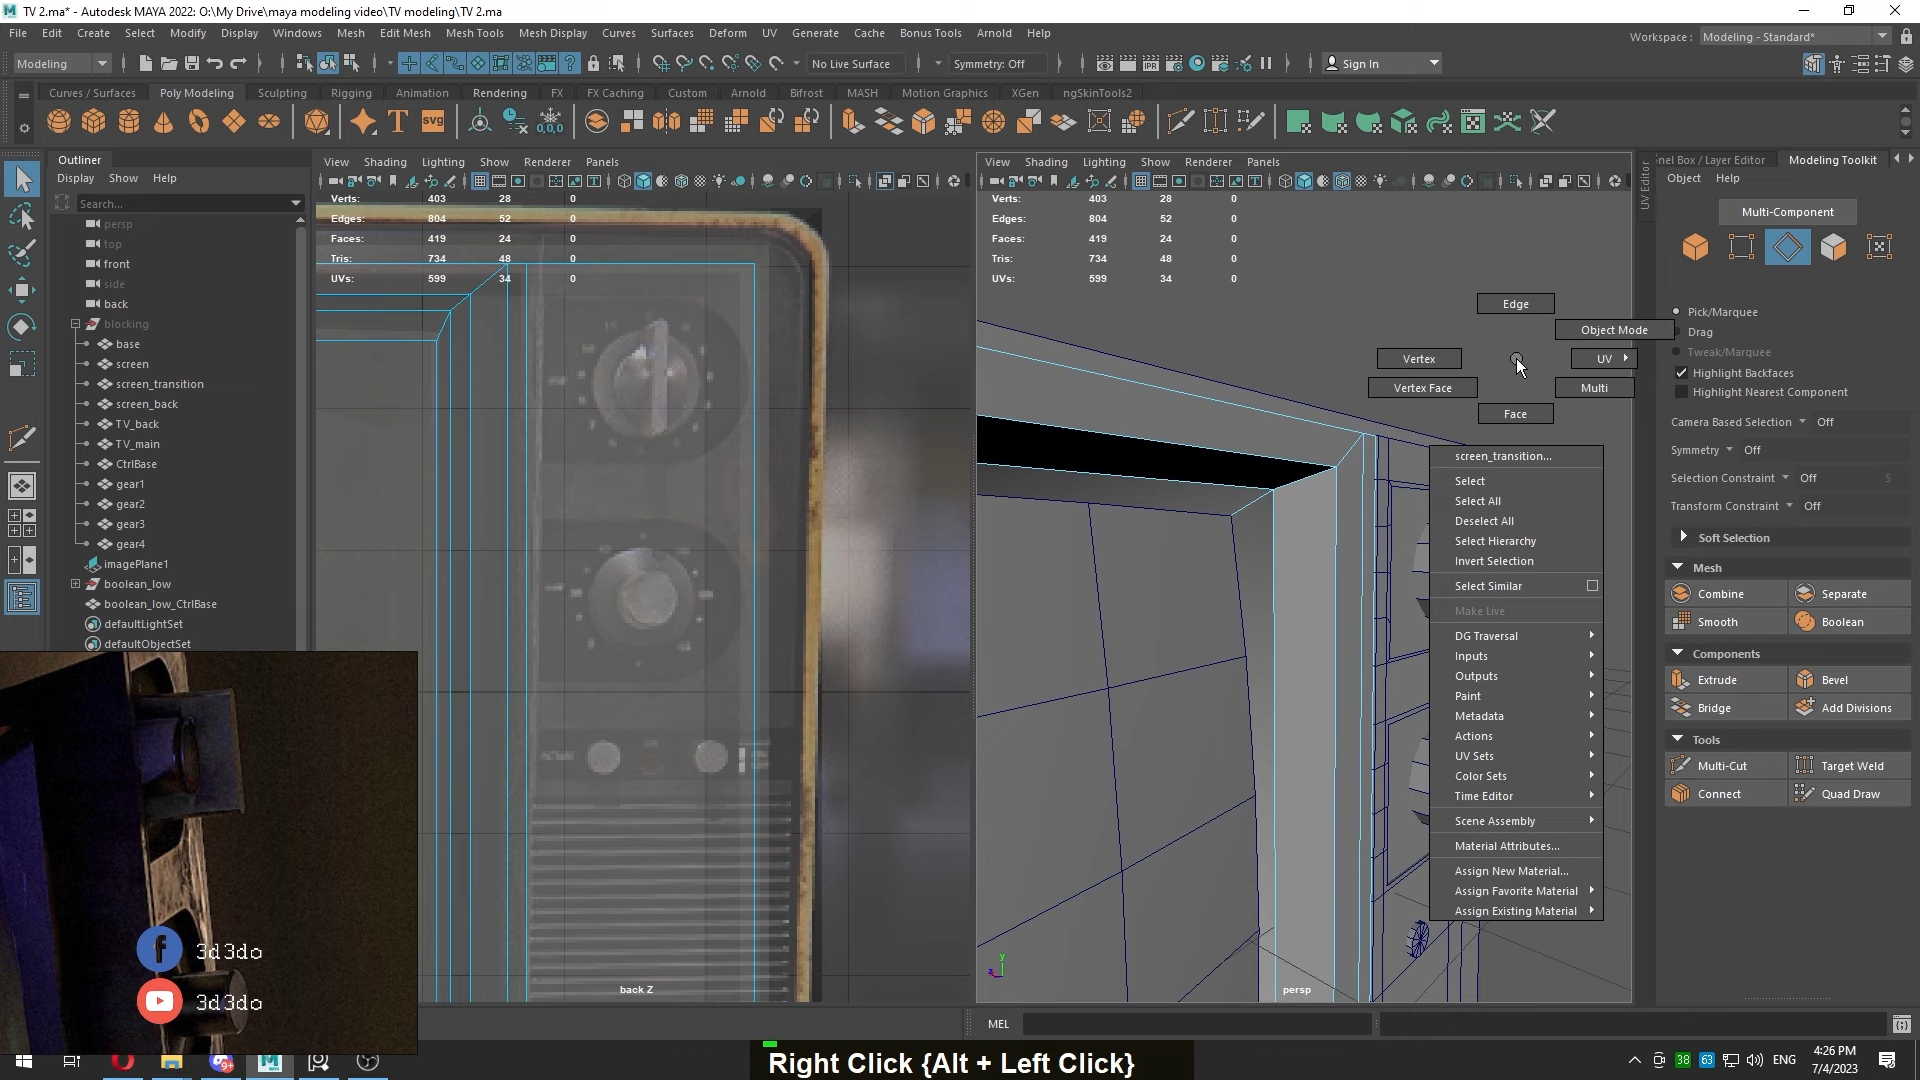 TV 2.ma* - Autodesk MAYA 2022: O:\My Drive\maya modeling video\TV modeling\TV 2.ma
File Edit Create Select Modify Display Windows Mesh Edit Mesh Mesh Tools Mesh Display Curves Surfaces Deform UV Generate Cache Bonus Tools Arnold Help
Workspace : Modeling - Standard*
Modeling No Live Surface Symmetry: Off Sign In
Curves / Surfaces Poly Modeling Sculpting Rigging Animation Rendering FX FX Caching Custom Arnold Bifrost MASH Motion Graphics XGen ngSkinTools2
Outliner
Display Show Help
Search...
persp
top
front
side
back
blocking
base
screen
screen_transition
screen_back
TV_back
TV_main
CtrlBase
gear1
gear2
gear3
gear4
imagePlane1
boolean_low
boolean_low_CtrlBase
defaultLightSet
defaultObjectSet
View Shading Lighting Show Renderer Panels
Verts: 403 28 0
Edges: 804 52 0
Faces: 419 24 0
Tris: 734 48 0
UVs: 599 34 0
back Z
View Shading Lighting Show Renderer Panels
Verts: 403 28 0
Edges: 804 52 0
Faces: 419 24 0
Tris: 734 48 0
UVs: 599 34 0
Edge
Object Mode
Vertex
UV
Vertex Face
Multi
Face
screen_transition...
Select
Select All
Deselect All
Select Hierarchy
Invert Selection
Select Similar
Make Live
DG Traversal
Inputs
Outputs
Paint
Metadata
Actions
UV Sets
Color Sets
Time Editor
Scene Assembly
Material Attributes...
Assign New Material...
Assign Favorite Material
Assign Existing Material
y
z
persp
UV Editor
nel Box / Layer Editor Modeling Toolkit
Object Help
Multi-Component
Pick/Marquee
Drag
Tweak/Marquee
Highlight Backfaces
Highlight Nearest Component
Camera Based Selection Off
Symmetry Off
Selection Constraint Off 5
Transform Constraint Off
Soft Selection
Mesh
Combine Separate
Smooth Boolean
Components
Extrude Bevel
Bridge Add Divisions
Tools
Multi-Cut Target Weld
Connect Quad Draw
3d3do
3d3do
MEL
Right Click {Alt + Left Click}
9+
38 63 ENG
4:26 PM
7/4/2023